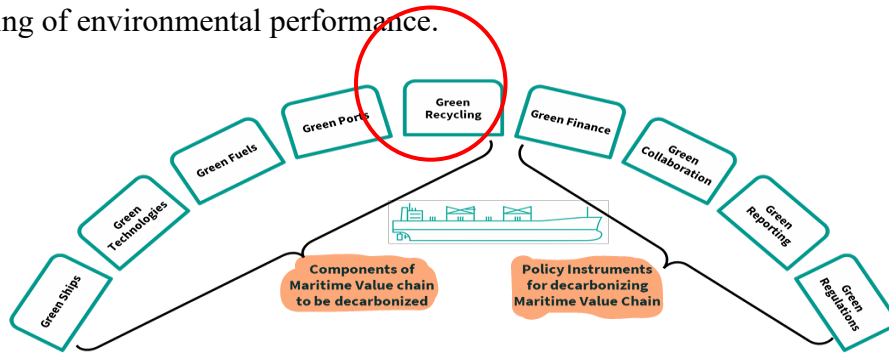 ng of environmental performance.
Green Ships
Green
Technologies
Green Fuels
Green Ports
Green
Recycling
Green Finance
Green
Collaboration
Green
Reporting
Green
Regulations
Components of
Maritime Value chain
to be decarbonized
Policy Instruments
for decarbonizing
Maritime Value Chain